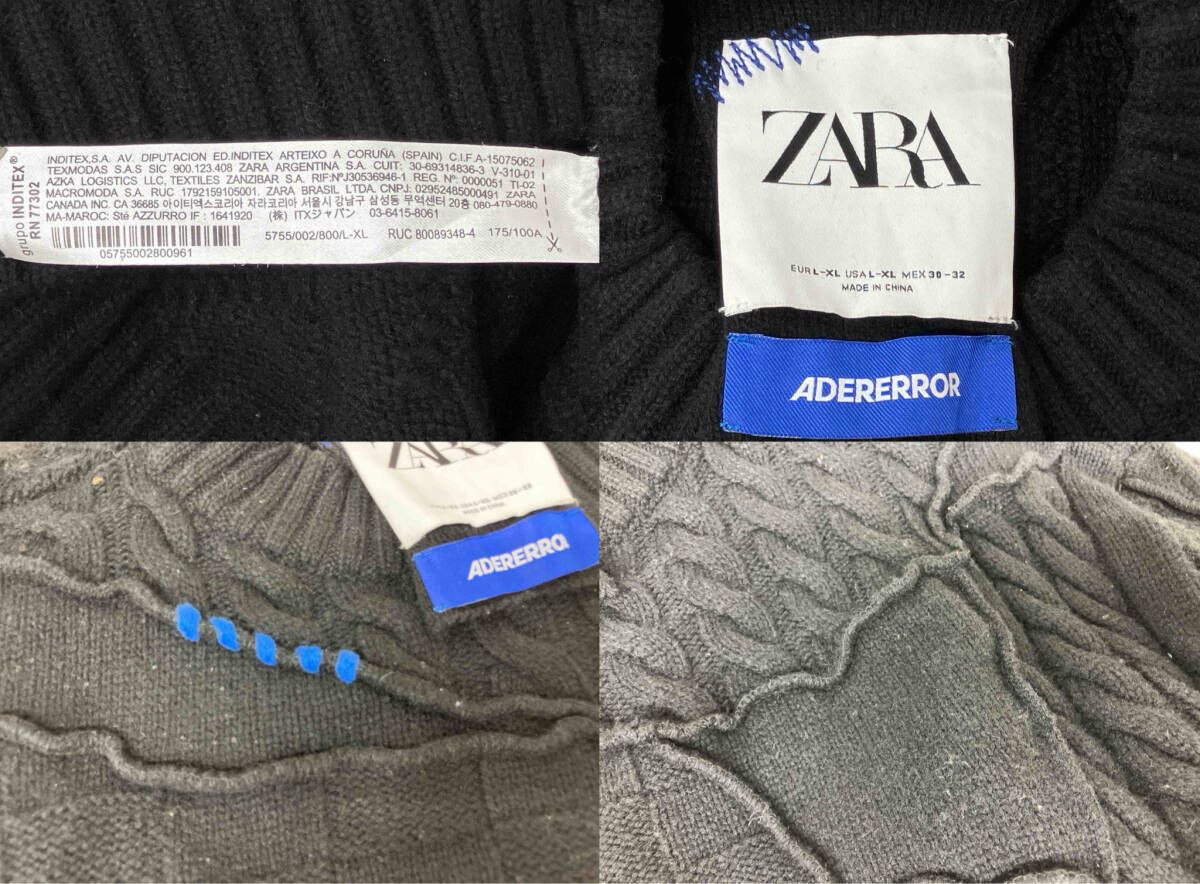 grupo INDITEX®
RN 77302
INDITEX,S.A. AV. DIPUTACION ED.INDITEX ARTEIXO A CORUÑA (SPAIN) C.I.F A-15075062
TEXMODAS S.A.S SIC 900.123.408 ZARA ARGENTINA S.A. CUIT: 30-69314836-3 V-310-01
AZKA LOGISTICS LLC, TEXTILES ZANZIBAR S.A. RIF:NºJ30536946-1 REG. Nº: 0000051 TI-02
MACROMODA S.A. RUC 1792159105001. ZARA BRASIL LTDA. CNPJ: 02952485000491 ZARA
CANADA INC. CA 36685 아이티엑스코리아 자라코리아 서울시 강남구 삼성동 무역센터 20층 080-479-0880
MA-MAROC: Sté AZZURRO IF : 1641920 (株) ITXジャパン 03-6415-8061
5755/002/800/L-XL RUC 80089348-4 175/100A
05755002800961
ZARA
EUR L-XL USA L-XL MEX 30-32
MADE IN CHINA
ADERERROR
ZARA
MADE IN CHINA
ADERERROR